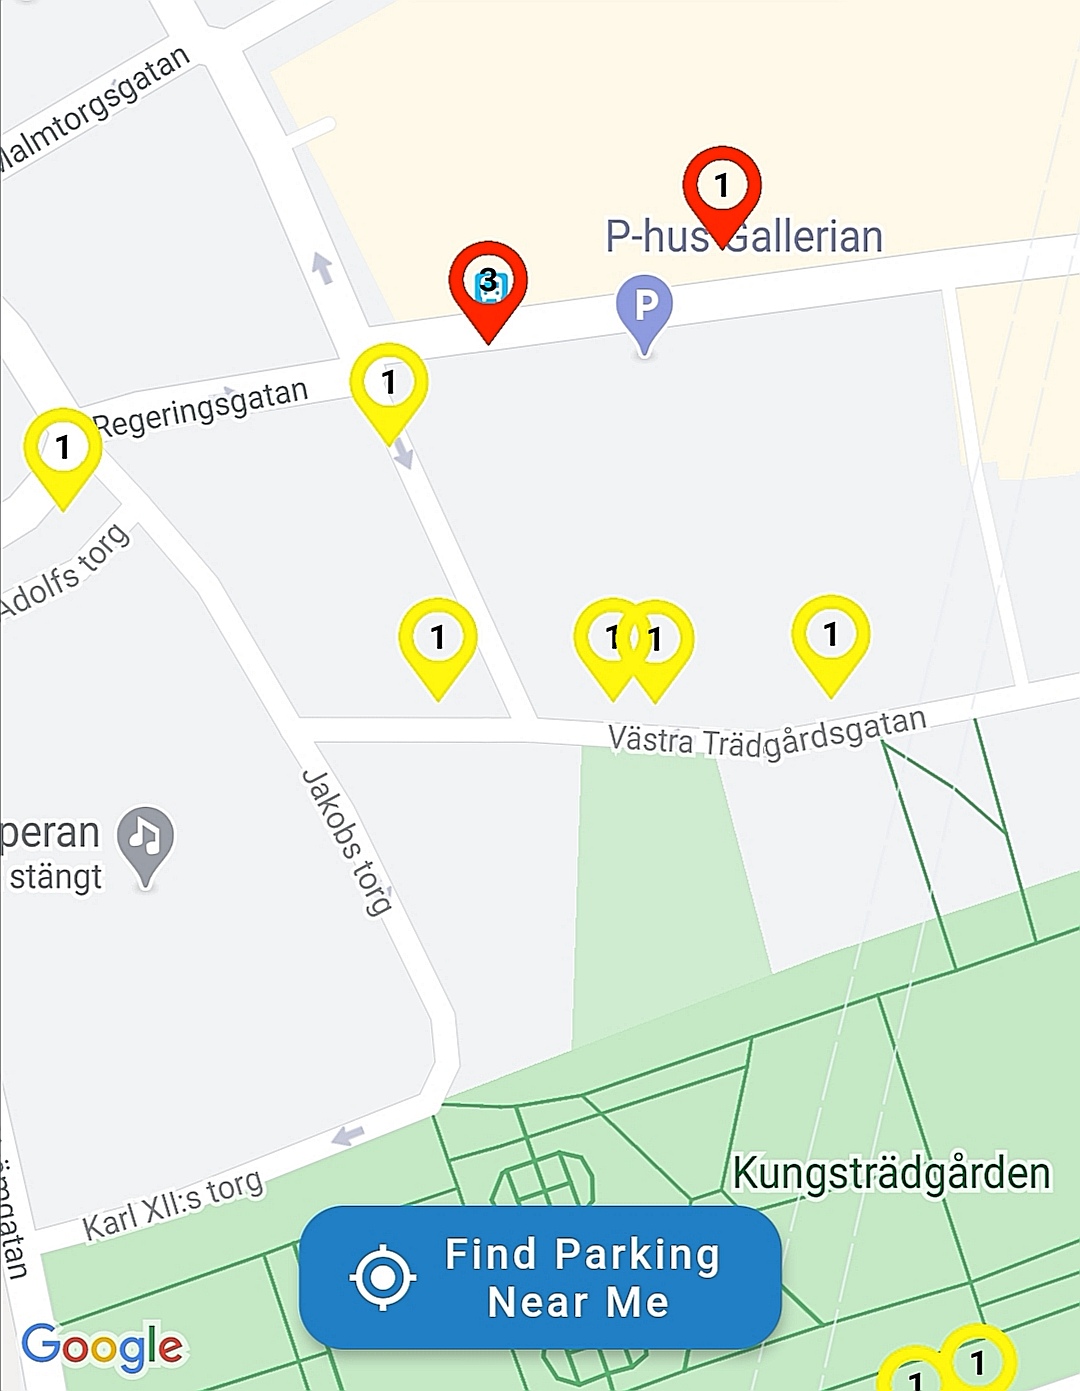 Malmtorgsgatan
1
P-hus Gallerian
3
P
1
Regeringsgatan
1
Adolfs torg
1
1
1
1
Västra Trädgårdsgatan
Jakobs torg
peran
stängt
Kungsträdgården
Karl XII:s torg
Find Parking
Near Me
Google
1
1